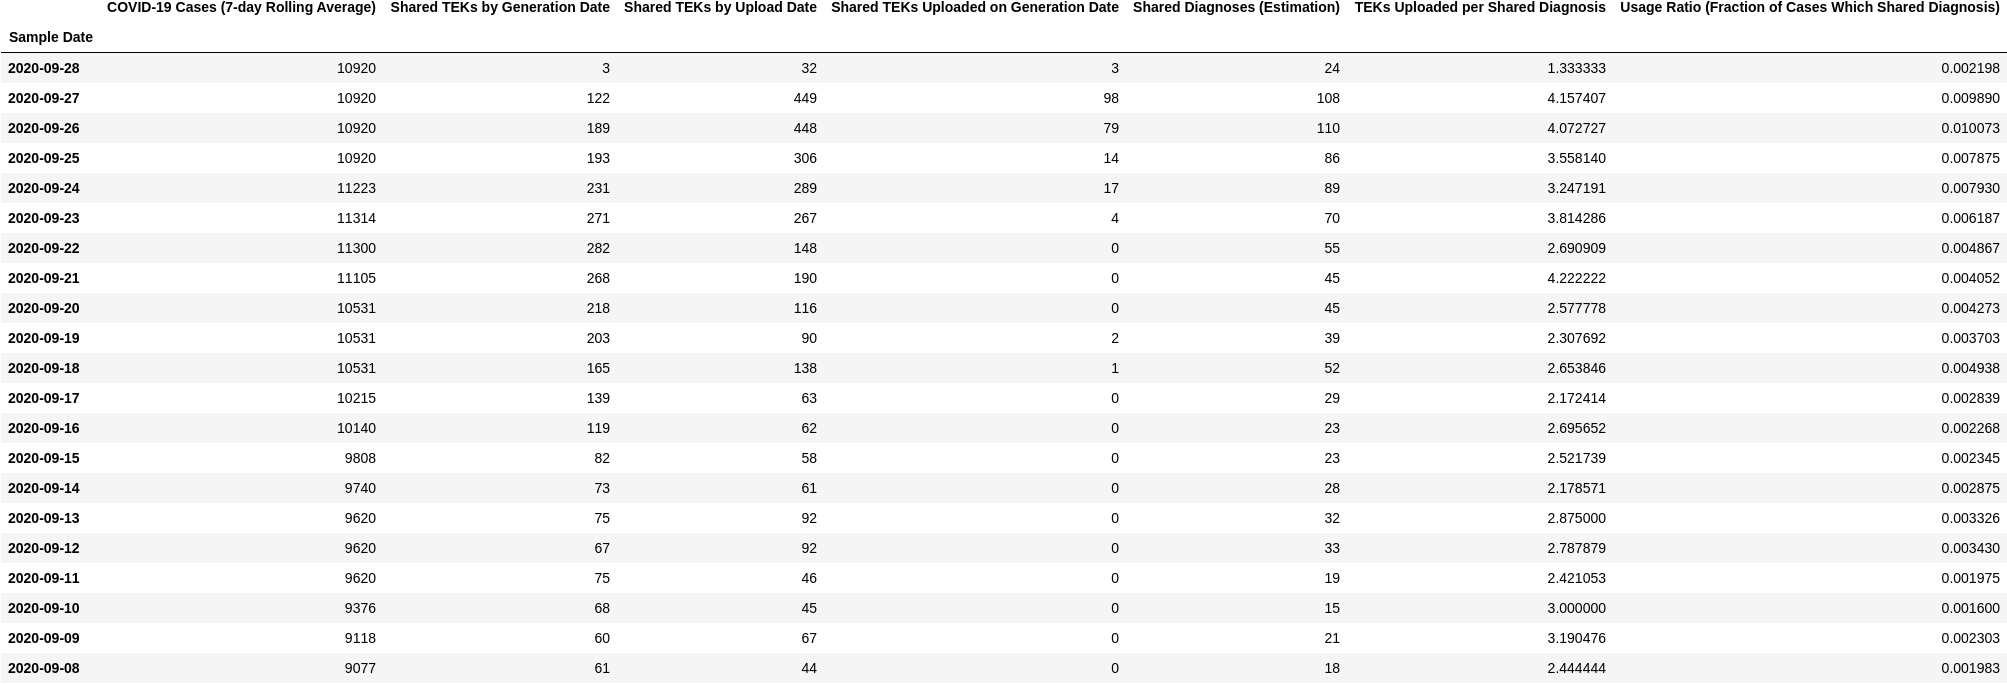 COVID-19 Cases (7-day Rolling Average) Shared TEKs by Generation Date Shared TEKs by Upload Date Shared TEKs Uploaded on Generation Date Shared Diagnoses (Estimation) TEKs Uploaded per Shared Diagnosis Usage Ratio (Fraction of Cases Which Shared Diagnosis)
Sample Date
2020-09-28 10920 3 32 3 24 1.333333 0.002198
2020-09-27 10920 122 449 98 108 4.157407 0.009890
2020-09-26 10920 189 448 79 110 4.072727 0.010073
2020-09-25 10920 193 306 14 86 3.558140 0.007875
2020-09-24 11223 231 289 17 89 3.247191 0.007930
2020-09-23 11314 271 267 4 70 3.814286 0.006187
2020-09-22 11300 282 148 0 55 2.690909 0.004867
2020-09-21 11105 268 190 0 45 4.222222 0.004052
2020-09-20 10531 218 116 0 45 2.577778 0.004273
2020-09-19 10531 203 90 2 39 2.307692 0.003703
2020-09-18 10531 165 138 1 52 2.653846 0.004938
2020-09-17 10215 139 63 0 29 2.172414 0.002839
2020-09-16 10140 119 62 0 23 2.695652 0.002268
2020-09-15 9808 82 58 0 23 2.521739 0.002345
2020-09-14 9740 73 61 0 28 2.178571 0.002875
2020-09-13 9620 75 92 0 32 2.875000 0.003326
2020-09-12 9620 67 92 0 33 2.787879 0.003430
2020-09-11 9620 75 46 0 19 2.421053 0.001975
2020-09-10 9376 68 45 0 15 3.000000 0.001600
2020-09-09 9118 60 67 0 21 3.190476 0.002303
2020-09-08 9077 61 44 0 18 2.444444 0.001983